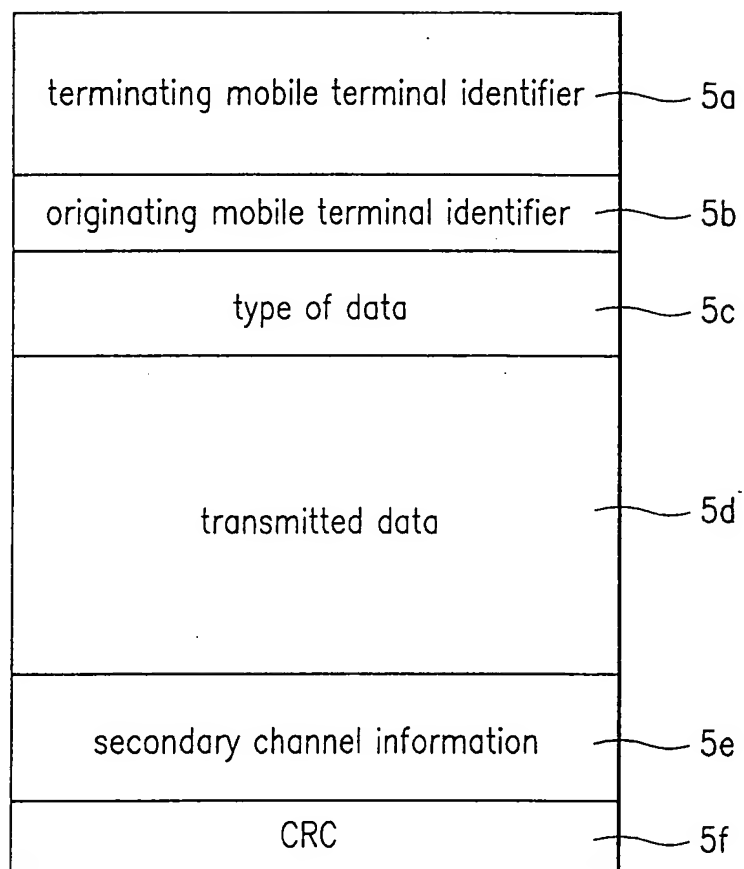 terminating mobile terminal identifier 5a
originating mobile terminal identifier 5b
type of data 5c
transmitted data 5d
secondary channel information 5e
CRC 5f